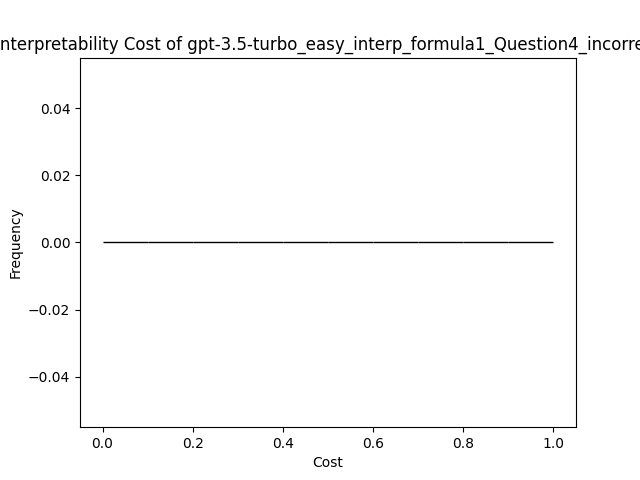 nterpretability Cost of gpt-3.5-turbo_easy_interp_formula1_Question4_incorre
0.04
0.02
0.00
−0.02
−0.04
Frequency
0.0 0.2 0.4 0.6 0.8 1.0
Cost